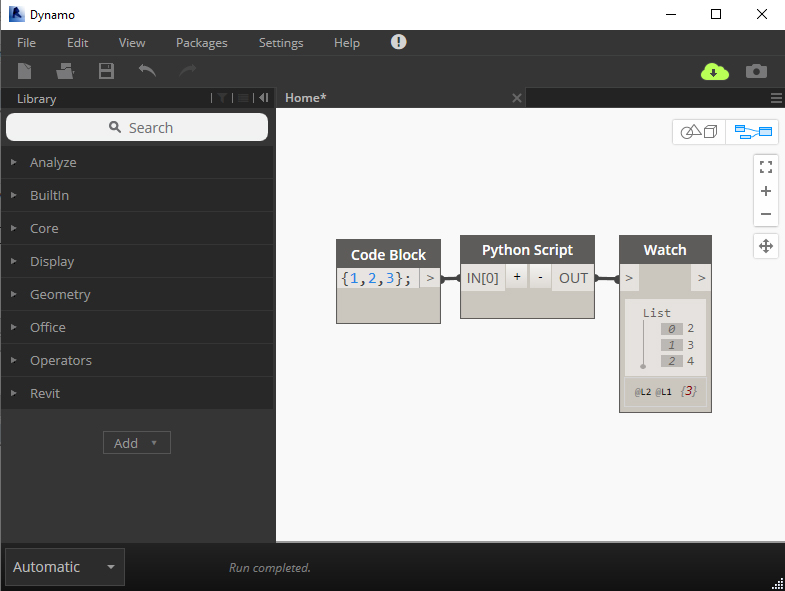 Dynamo
File Edit View Packages Settings Help
Library
Home*
Search
Analyze
BuiltIn
Core
Display
Geometry
Office
Operators
Revit
Add
Code Block
{1,2,3}; >
Python Script
IN[0] + - OUT
Watch
> >
List
0 2
1 3
2 4
@L2 @L1 {3}
Automatic
Run completed.